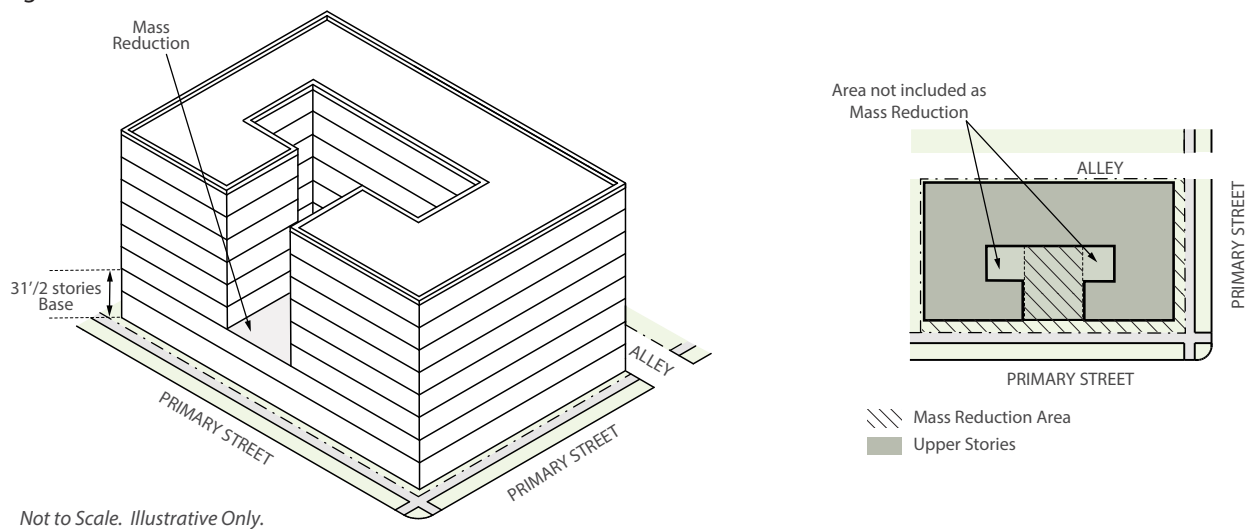 Mass
Reduction
31'/2 stories
Base
ALLEY
PRIMARY STREET
PRIMARY STREET
Not to Scale. Illustrative Only.
Area not included as
Mass Reduction
ALLEY
PRIMARY STREET
PRIMARY STREET
Mass Reduction Area
Upper Stories